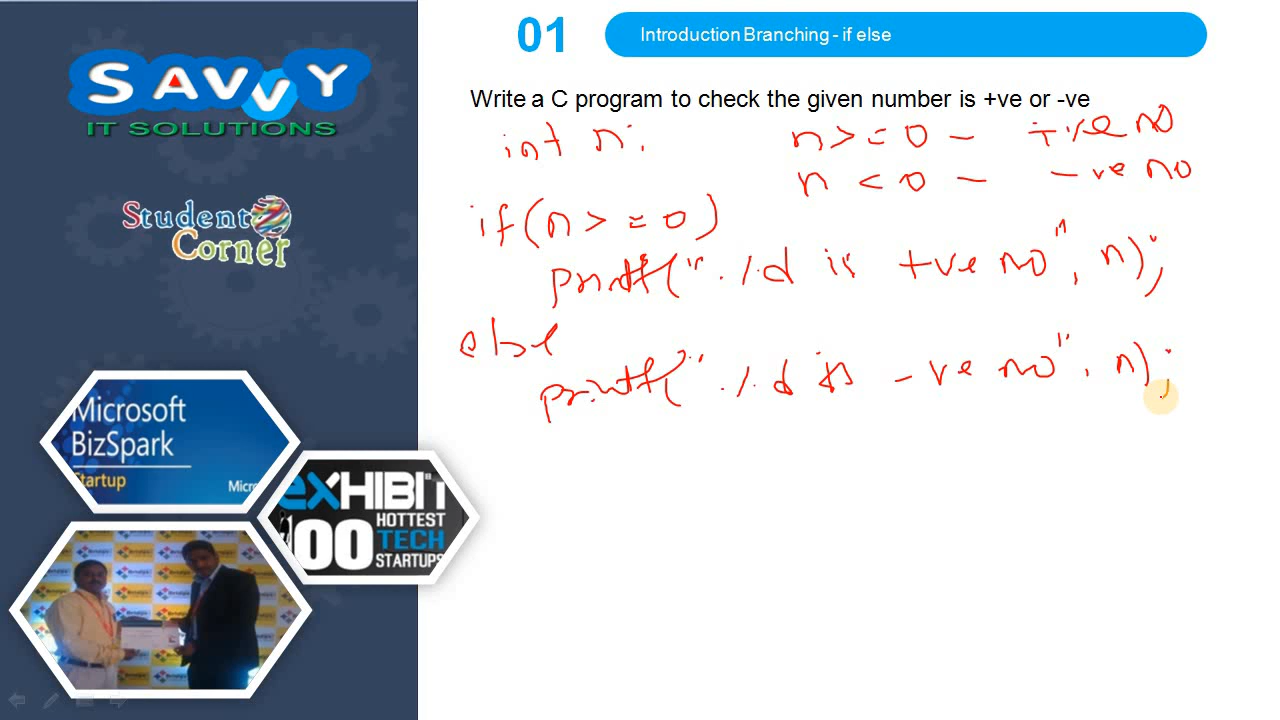 SAVVY
IT SOLUTIONS
Student
Corner
Microsoft
BizSpark
Startup
Micr
eXHIBIT
100
HOTTEST
TECH
STARTUPS
01
Introduction Branching - if else
Write a C program to check the given number is +ve or -ve
int n;
n >= 0 - +ve no
n < 0 - -ve no
if(n >= 0)
printf("%d is +ve no", n);
else
printf("%d is -ve no", n);